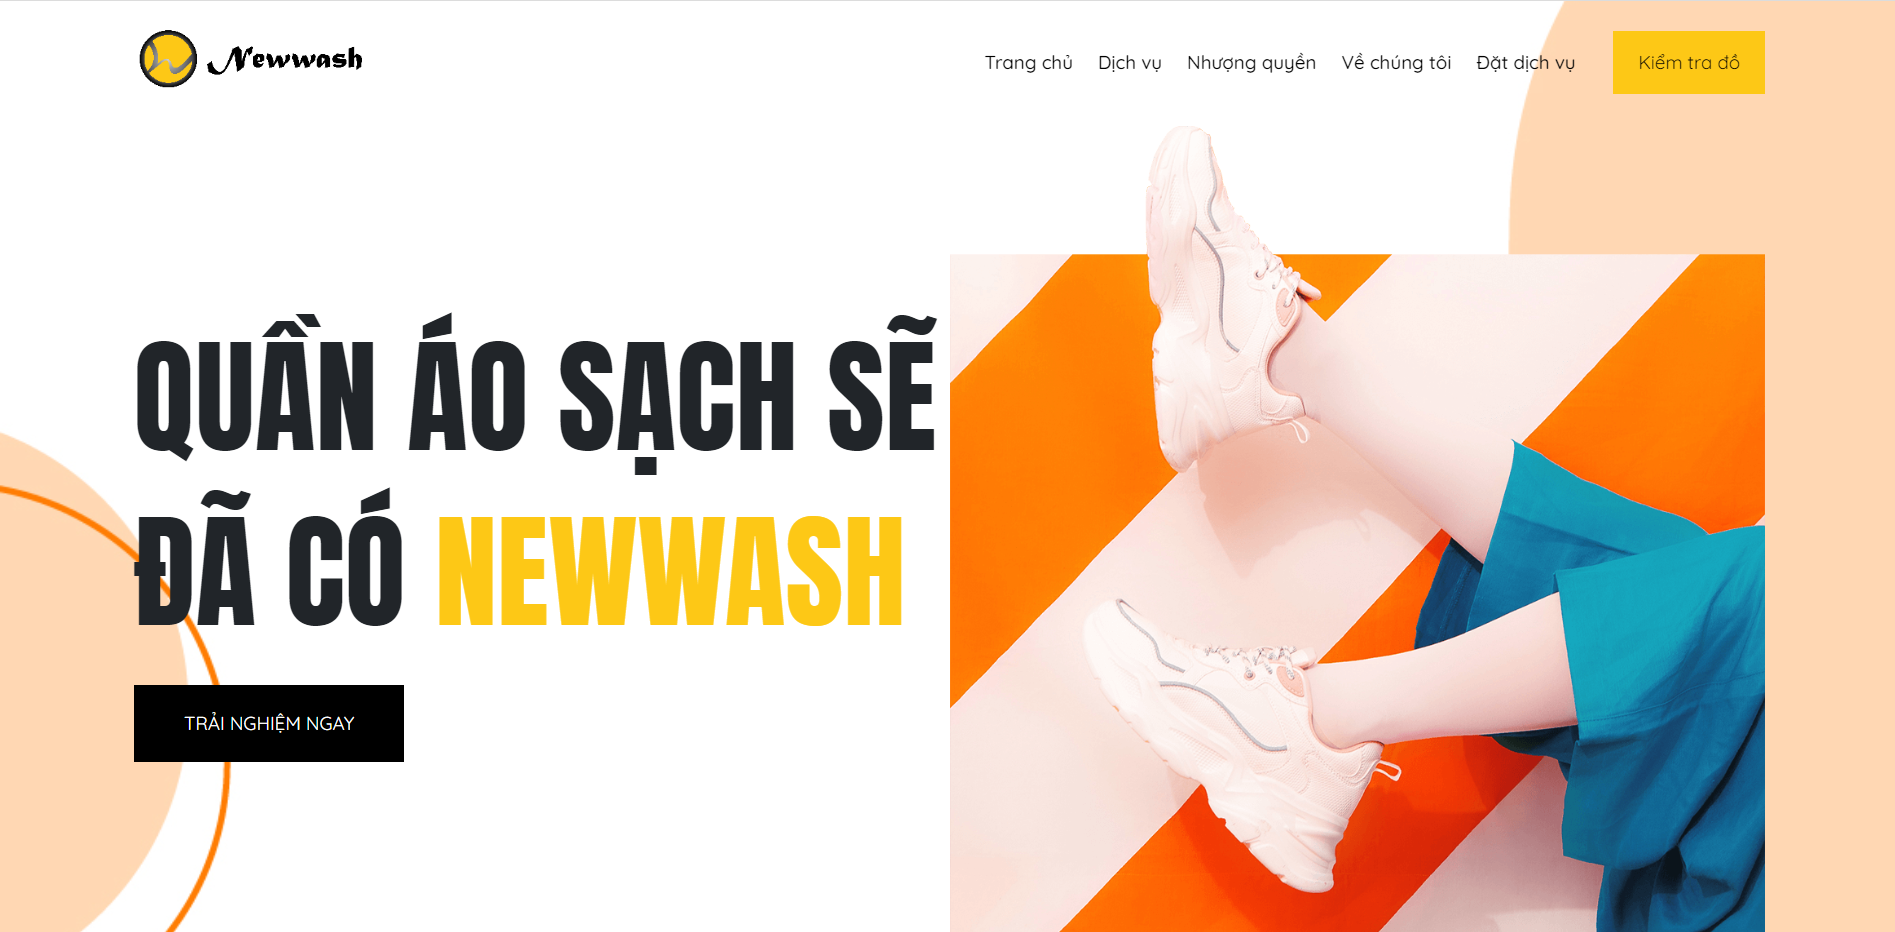 Newwash
Trang chủ Dịch vụ Nhượng quyền Về chúng tôi Đặt dịch vụ Kiểm tra đồ
QUẦN ÁO SẠCH SẼ
ĐÃ CÓ NEWWASH
TRẢI NGHIỆM NGAY